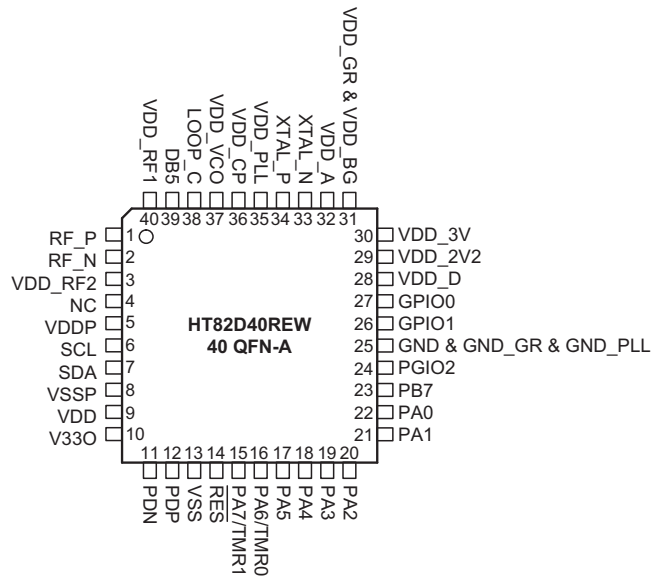 VDD_GR & VDD_BG
VDD_A
XTAL_N
XTAL_P
VDD_PLL
VDD_CP
VDD_VCO
LOOP_C
DB5
VDD_RF1
40 39 38 37 36 35 34 33 32 31
RF_P 1
RF_N 2
VDD_RF2 3
NC 4
VDDP 5
SCL 6
SDA 7
VSSP 8
VDD 9
V33O 10
HT82D40REW
40 QFN-A
30 VDD_3V
29 VDD_2V2
28 VDD_D
27 GPIO0
26 GPIO1
25 GND & GND_GR & GND_PLL
24 PGIO2
23 PB7
22 PA0
21 PA1
11 12 13 14 15 16 17 18 19 20
PDN
PDP
VSS
RES
PA7/TMR1
PA6/TMR0
PA5
PA4
PA3
PA2